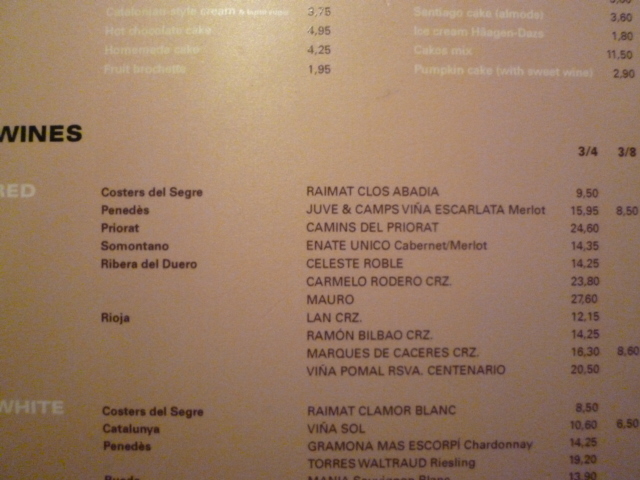 Catalonian style cream 3,75
Santiago cake (almods) 3,60
Hot chocolate cake 4,95
Ice cream Häagen-Dazs 1,80
Homemade cake 4,25
Cakes mix 11,50
Fruit brochette 1,95
Pumpkin cake (with sweet wine) 2,90
WINES
3/4 3/8
RED Costers del Segre RAIMAT CLOS ABADIA 9,50
Penedès JUVE & CAMPS VIÑA ESCARLATA Merlot 15,95 8,50
Priorat CAMINS DEL PRIORAT 24,60
Somontano ENATE UNICO Cabernet/Merlot 14,35
Ribera del Duero CELESTE ROBLE 14,25
CARMELO RODERO CRZ. 23,80
MAURO 27,60
Rioja LAN CRZ. 12,15
RAMÓN BILBAO CRZ. 14,25
MARQUES DE CACERES CRZ. 16,30 8,60
VIÑA POMAL RSVA. CENTENARIO 20,50
WHITE Costers del Segre RAIMAT CLAMOR BLANC 8,50
Catalunya VIÑA SOL 10,60 6,50
Penedès GRAMONA MAS ESCORPÍ Chardonnay 14,25
TORRES WALTRAUD Riesling 19,20
Rueda MANIA Sauvignon Blanc 13,90